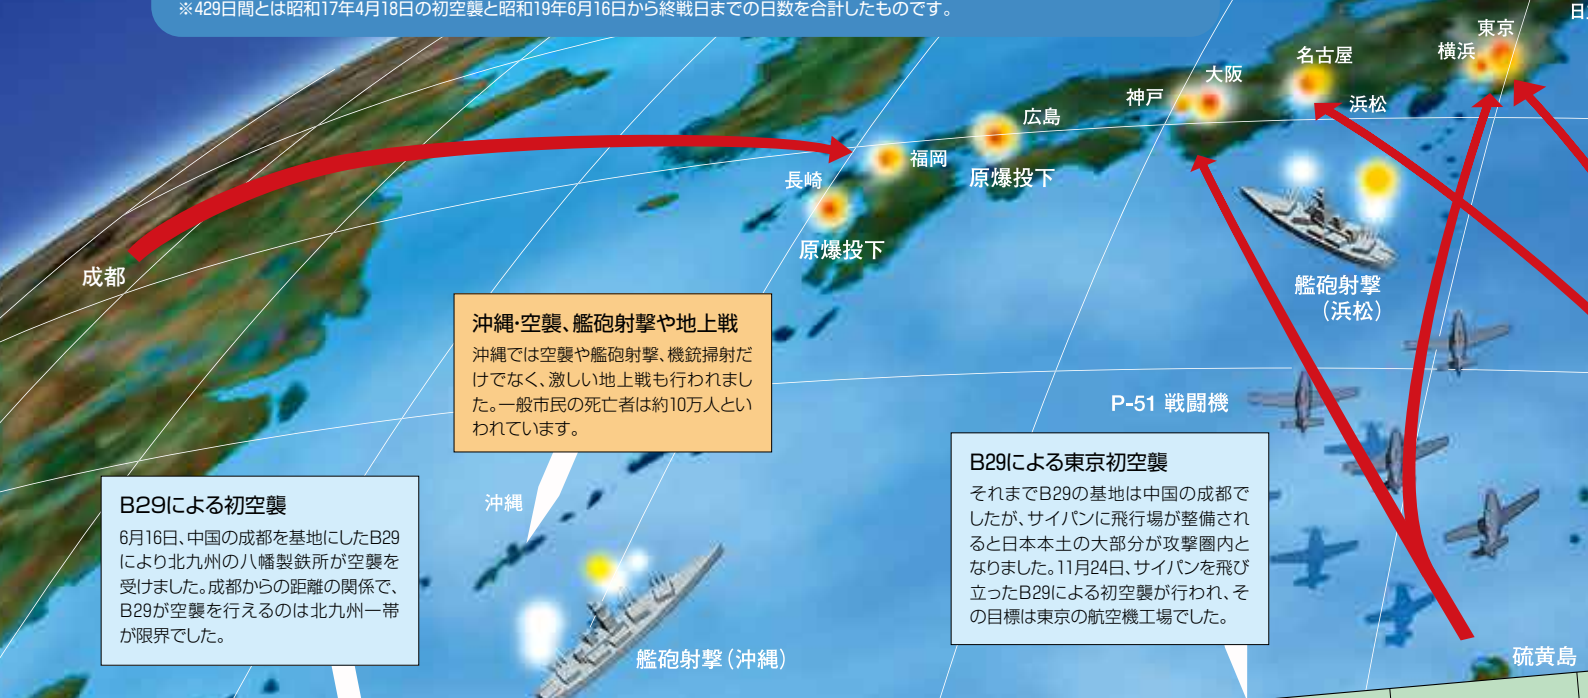 ※429日間とは昭和17年4月18日の初空襲と昭和19年6月16日から終戦日までの日数を合計したものです。
東京
横浜
名古屋
浜松
大阪
神戸
広島
原爆投下
福岡
長崎
原爆投下
成都
艦砲射撃
(浜松)
沖縄・空襲、艦砲射撃や地上戦
沖縄では空襲や艦砲射撃、機銃掃射だ
けでなく、激しい地上戦も行われまし
た。一般市民の死亡者は約10万人とい
われています。
P-51 戦闘機
B29による初空襲
6月16日、中国の成都を基地にしたB29
により北九州の八幡製鉄所が空襲を
受けました。成都からの距離の関係で、
B29が空襲を行えるのは北九州一帯
が限界でした。
沖縄
B29による東京初空襲
それまでB29の基地は中国の成都で
したが、サイパンに飛行場が整備され
ると日本本土の大部分が攻撃圏内と
なりました。11月24日、サイパンを飛び
立ったB29による初空襲が行われ、そ
の目標は東京の航空機工場でした。
艦砲射撃(沖縄)
硫黄島